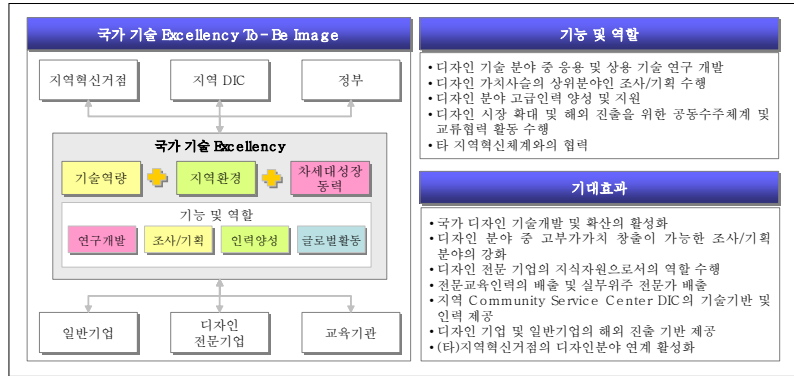 국가 기술 Excellency To-Be Image
지역혁신거점
지역 DIC
정부
국가 기술 Excellency
기술역량
지역환경
차세대성장
동력
기능 및 역할
연구개발
조사/기획
인력양성
글로벌활동
일반기업
디자인
전문기업
교육기관
기능 및 역할
• 디자인 기술 분야 중 응용 및 상용 기술 연구 개발
• 디자인 가치사슬의 상위분야인 조사/기획 수행
• 디자인 분야 고급인력 양성 및 지원
• 디자인 시장 확대 및 해외 진출을 위한 공동수주체계 및
교류협력 활동 수행
• 타 지역혁신체계와의 협력
기대효과
• 국가 디자인 기술개발 및 확산의 활성화
• 디자인 분야 중 고부가가치 창출이 가능한 조사/기획
분야의 강화
• 디자인 전문 기업의 지식자원으로서의 역할 수행
• 전문교육인력의 배출 및 실무위주 전문가 배출
• 지역 Community Service Center DIC의 기술기반 및
인력 제공
• 디자인 기업 및 일반기업의 해외 진출 기반 제공
• (타)지역혁신거점의 디자인분야 연계 활성화